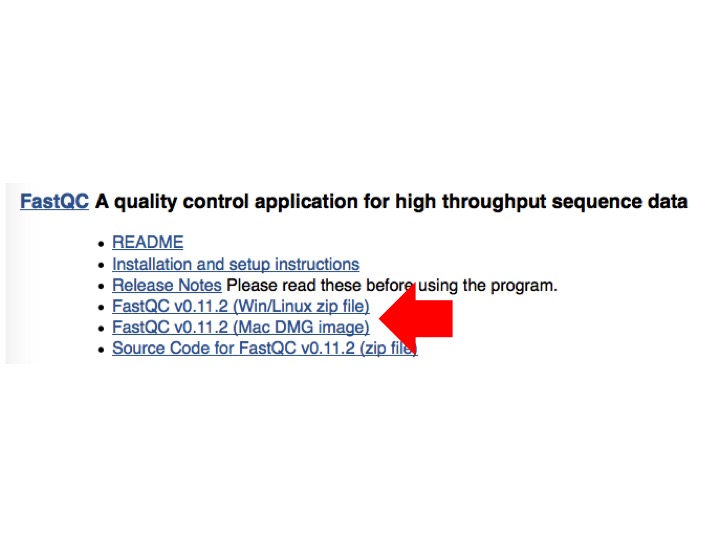 FastQC A quality control application for high throughput sequence data
• README
• Installation and setup instructions
• Release Notes Please read these before using the program.
• FastQC v0.11.2 (Win/Linux zip file)
• FastQC v0.11.2 (Mac DMG image)
• Source Code for FastQC v0.11.2 (zip file)